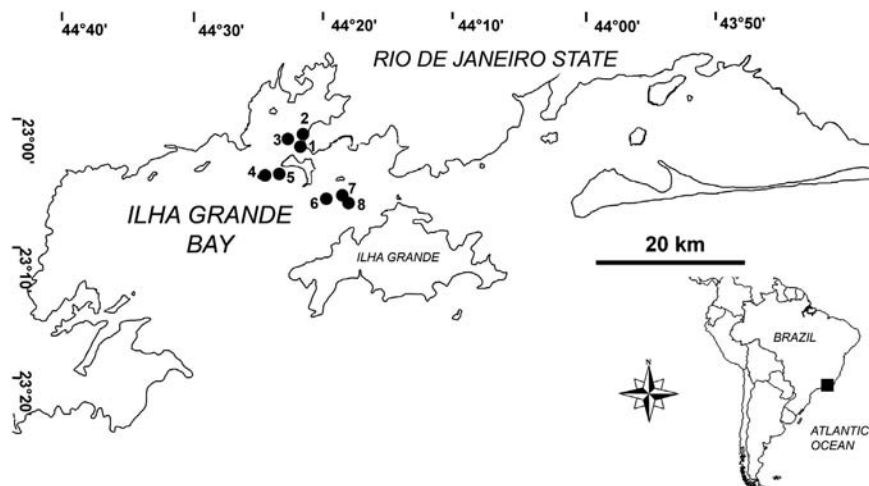 44°40' 44°30' 44°20' 44°10' 44°00' 43°50'
RIO DE JANEIRO STATE
23°00'
2
3
1
4 5
7
6 8
ILHA GRANDE
BAY
ILHA GRANDE
20 km
23°10'
BRAZIL
N
23°20'
ATLANTIC
OCEAN